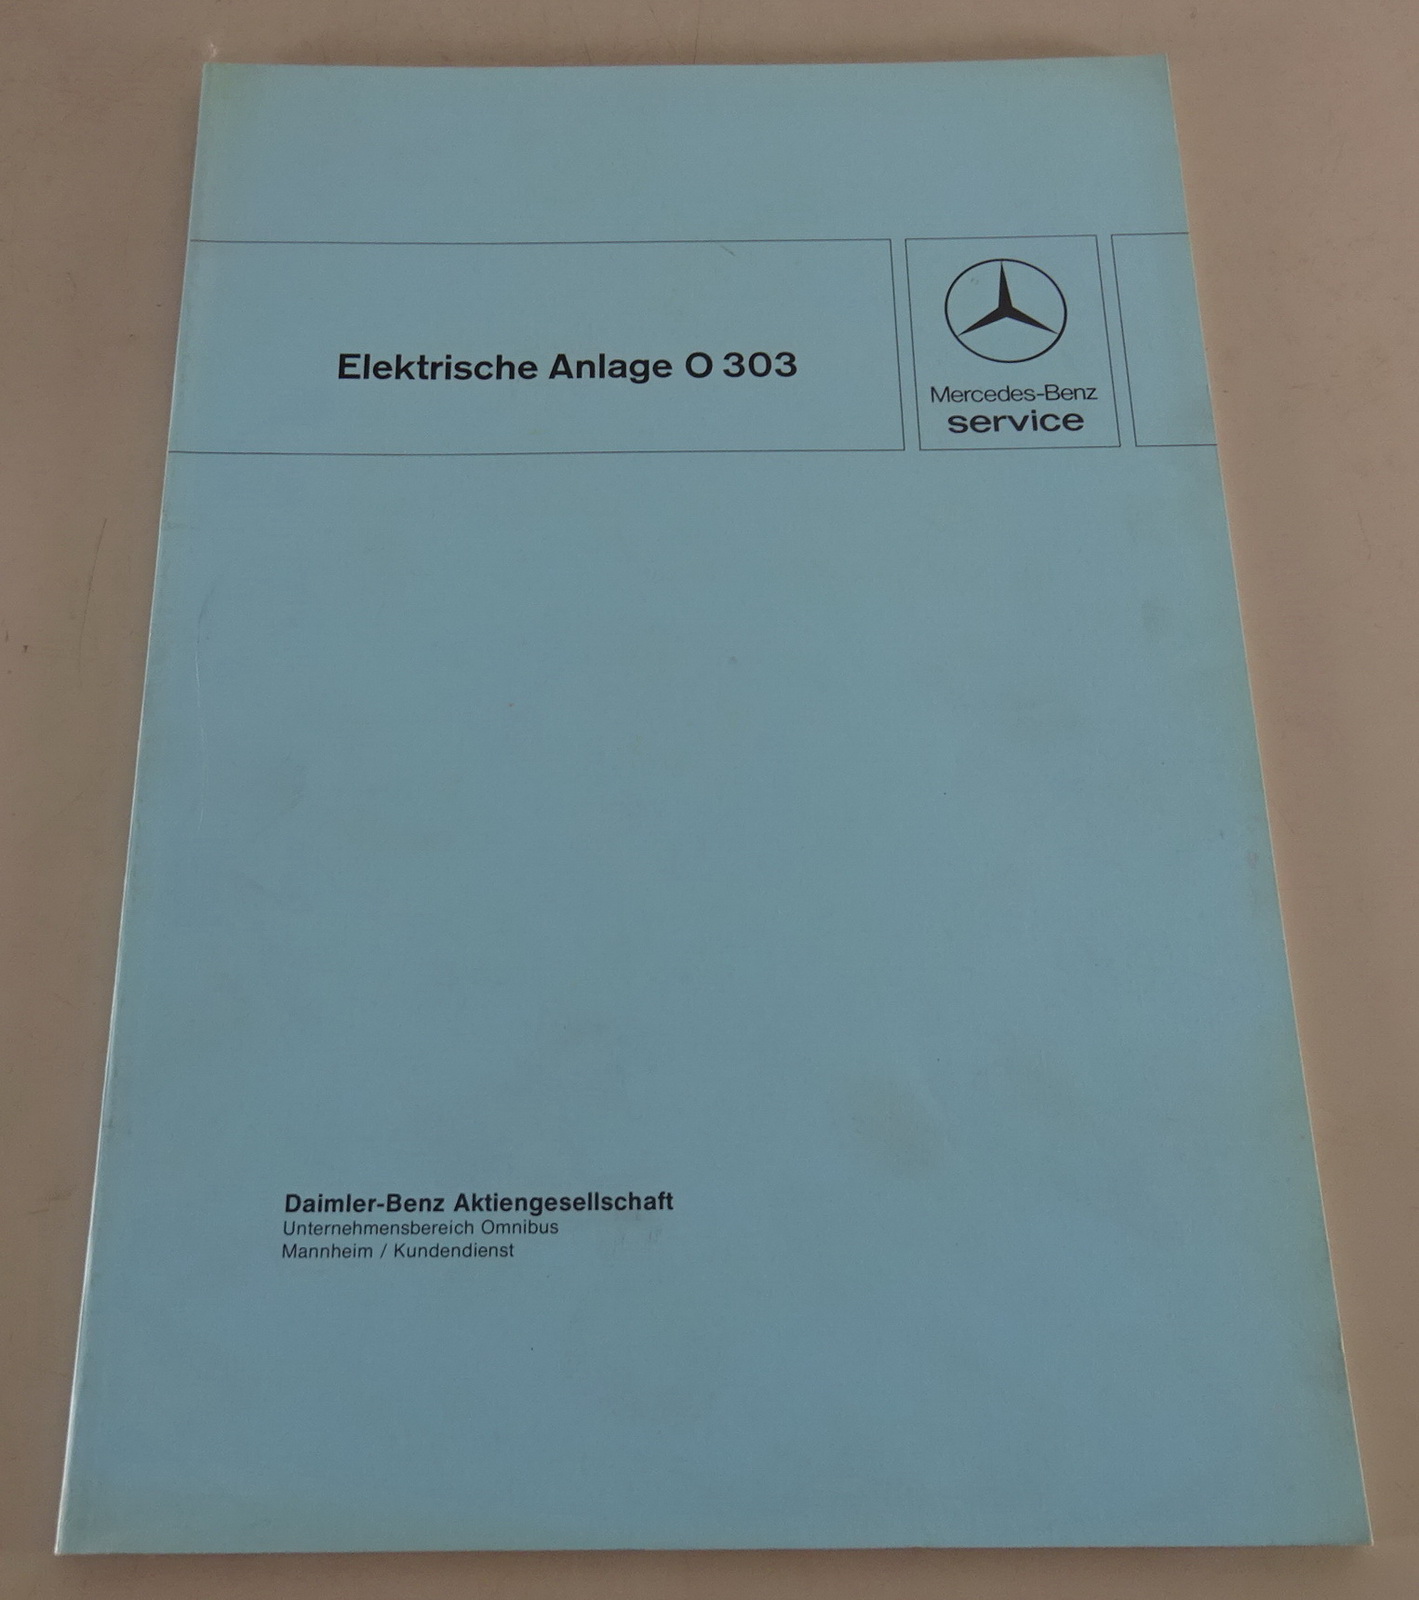 Elektrische Anlage O 303
Mercedes-Benz
service
Daimler-Benz Aktiengesellschaft
Unternehmensbereich Omnibus
Mannheim / Kundendienst